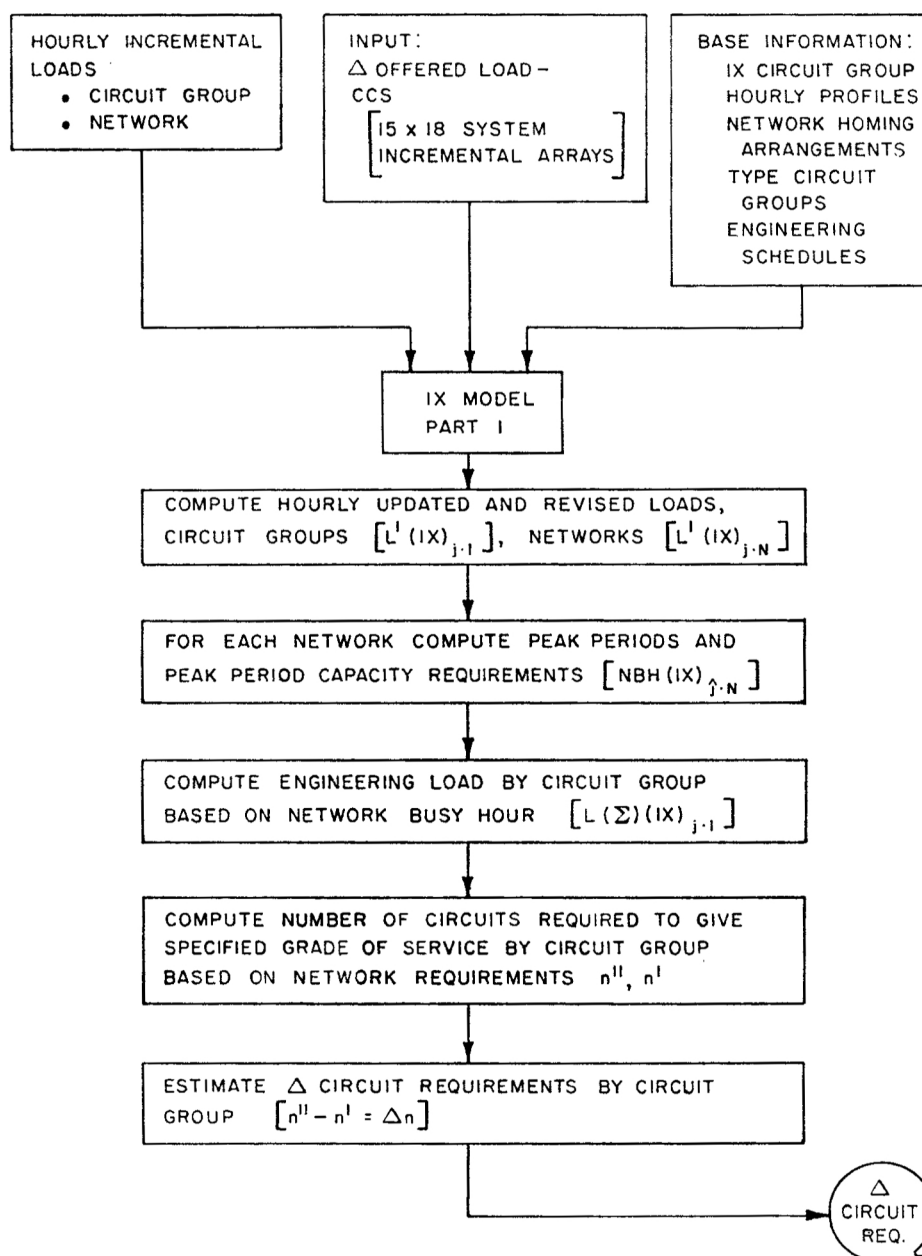 HOURLY INCREMENTAL
LOADS
• CIRCUIT GROUP
• NETWORK
INPUT:
Δ OFFERED LOAD –
CCS
[15 x 18 SYSTEM
INCREMENTAL ARRAYS]
BASE INFORMATION:
IX CIRCUIT GROUP
HOURLY PROFILES
NETWORK HOMING
ARRANGEMENTS
TYPE CIRCUIT
GROUPS
ENGINEERING
SCHEDULES
IX MODEL
PART I
COMPUTE HOURLY UPDATED AND REVISED LOADS,
CIRCUIT GROUPS [L' (IX) j·I], NETWORKS [L' (IX) j·N]
FOR EACH NETWORK COMPUTE PEAK PERIODS AND
PEAK PERIOD CAPACITY REQUIREMENTS [NBH (IX) ĵ·N]
COMPUTE ENGINEERING LOAD BY CIRCUIT GROUP
BASED ON NETWORK BUSY HOUR [L (Σ) (IX) j·I]
COMPUTE NUMBER OF CIRCUITS REQUIRED TO GIVE
SPECIFIED GRADE OF SERVICE BY CIRCUIT GROUP
BASED ON NETWORK REQUIREMENTS n'', n'
ESTIMATE Δ CIRCUIT REQUIREMENTS BY CIRCUIT
GROUP [n'' – n' = Δn]
Δ
CIRCUIT
REQ.